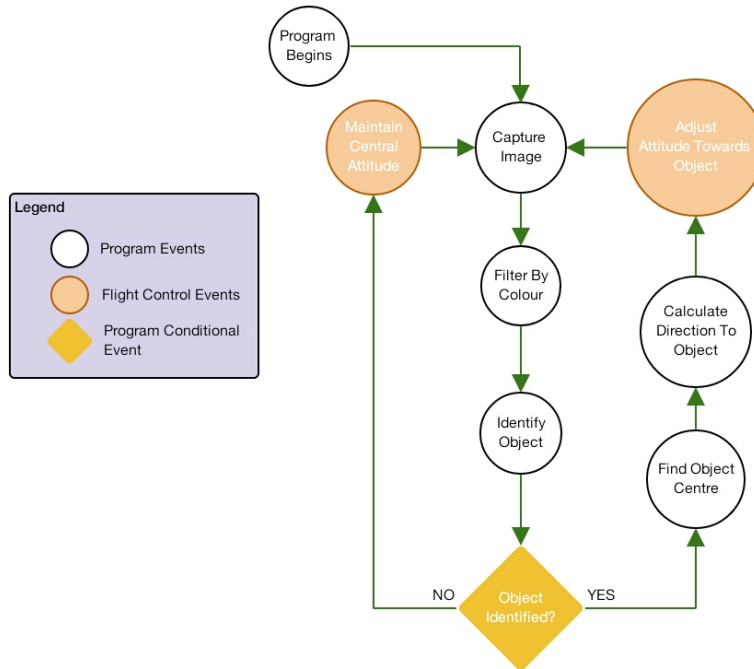 Program
Begins
Maintain
Central
Attitude
Capture
Image
Adjust
Attitude Towards
Object
Legend
Program Events
Flight Control Events
Program Conditional
Event
Filter By
Colour
Calculate
Direction To
Object
Identify
Object
Find Object
Centre
NO
Object
Identified?
YES